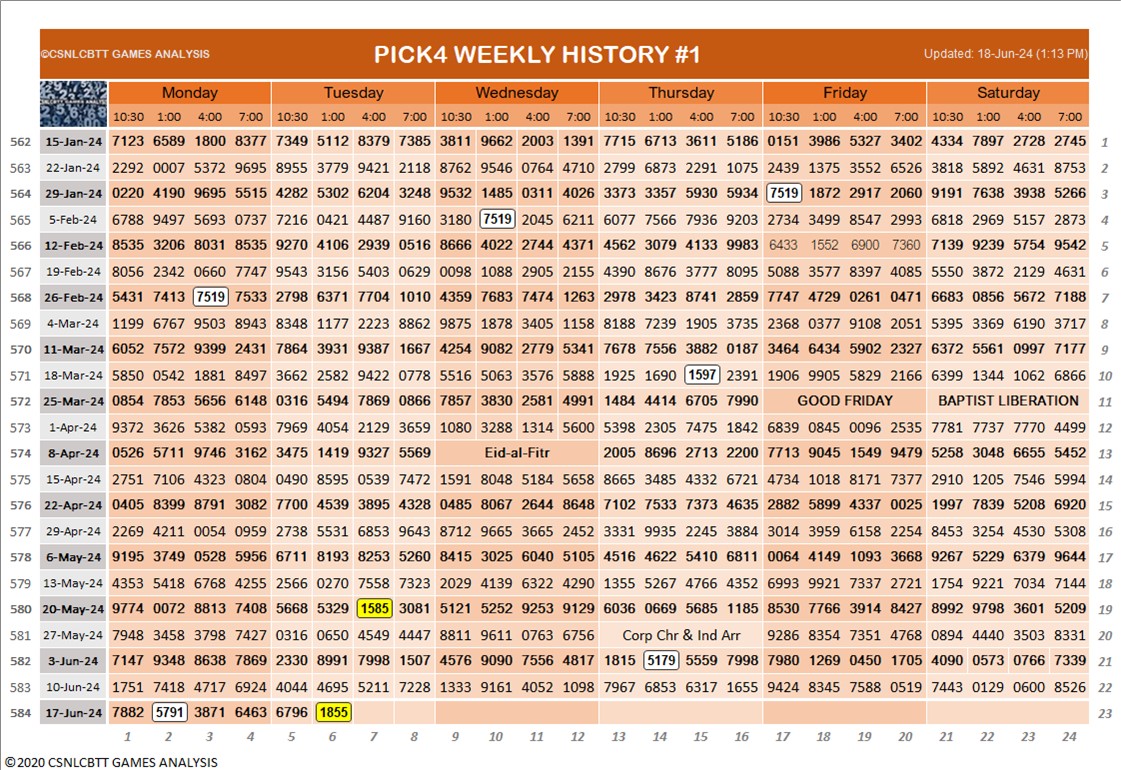 ©CSNLCBTT GAMES ANALYSIS PICK4 WEEKLY HISTORY #1 Updated: 18-Jun-24 (1:13 PM)
Monday Tuesday Wednesday Thursday Friday Saturday
10:30 1:00 4:00 7:00 10:30 1:00 4:00 7:00 10:30 1:00 4:00 7:00 10:30 1:00 4:00 7:00 10:30 1:00 4:00 7:00 10:30 1:00 4:00 7:00
562 15-Jan-24 7123 6589 1800 8377 7349 5112 8379 7385 3811 9662 2003 1391 7715 6713 3611 5186 0151 3986 5327 3402 4334 7897 2728 2745 1
563 22-Jan-24 2292 0007 5372 9695 8955 3779 9421 2118 8762 9546 0764 4710 2799 6873 2291 1075 2439 1375 3552 6526 3818 5892 4631 8753 2
564 29-Jan-24 0220 4190 9695 5515 4282 5302 6204 3248 9532 1485 0311 4026 3373 3357 5930 5934 7519 1872 2917 2060 9191 7638 3938 5266 3
565 5-Feb-24 6788 9497 5693 0737 7216 0421 4487 9160 3180 7519 2045 6211 6077 7566 7936 9203 2734 3499 8547 2993 6818 2969 5157 2873 4
566 12-Feb-24 8535 3206 8031 8535 9270 4106 2939 0516 8666 4022 2744 4371 4562 3079 4133 9983 6433 1552 6900 7360 7139 9239 5754 9542 5
567 19-Feb-24 8056 2342 0660 7747 9543 3156 5403 0629 0098 1088 2905 2155 4390 8676 3777 8095 5088 3577 8397 4085 5550 3872 2129 4631 6
568 26-Feb-24 5431 7413 7519 7533 2798 6371 7704 1010 4359 7683 7474 1263 2978 3423 8741 2859 7747 4729 0261 0471 6683 0856 5672 7188 7
569 4-Mar-24 1199 6767 9503 8943 8348 1177 2223 8862 9875 1878 3405 1158 8188 7239 1905 3735 2368 0377 9108 2051 5395 3369 6190 3717 8
570 11-Mar-24 6052 7572 9399 2431 7864 3931 9387 1667 4254 9082 2779 5341 7678 7556 3882 0187 3464 6434 5902 2327 6372 5561 0997 7177 9
571 18-Mar-24 5850 0542 1881 8497 3662 2582 9422 0778 5516 5063 3576 5888 1925 1690 1597 2391 1906 9905 5829 2166 6399 1344 1062 6866 10
572 25-Mar-24 0854 7853 5656 6148 0316 5494 7869 0866 7857 3830 2581 4991 1484 4414 6705 7990 GOOD FRIDAY BAPTIST LIBERATION 11
573 1-Apr-24 9372 3626 5382 0593 7969 4054 2129 3659 1080 3288 1314 5600 5398 2305 7475 1842 6839 0845 0096 2535 7781 7737 7770 4499 12
574 8-Apr-24 0526 5711 9746 3162 3475 1419 9327 5569 Eid-al-Fitr 2005 8696 2713 2200 7713 9045 1549 9479 5258 3048 6655 5452 13
575 15-Apr-24 2751 7106 4323 0804 0490 8595 0539 7472 1591 8048 5184 5658 8665 3485 4332 6721 4734 1018 8171 7377 2910 1205 7546 5994 14
576 22-Apr-24 0405 8399 8791 3082 7700 4539 3895 4328 0485 8067 2644 8648 7102 7533 7373 4635 2882 5899 4337 0025 1997 7839 5208 6920 15
577 29-Apr-24 2269 4211 0054 0959 2738 5531 6853 9643 8712 9665 3665 2452 3331 9935 2245 3884 3014 3959 6158 2254 8453 3254 4530 5308 16
578 6-May-24 9195 3749 0528 5956 6711 8193 8253 5260 8415 3025 6040 5105 4516 4622 5410 6811 0064 4149 1093 3668 9267 5229 6379 9644 17
579 13-May-24 4353 5418 6768 4255 2566 0270 7558 7323 2029 4139 6322 4290 1355 5267 4766 4352 6993 9921 7337 2721 1754 9221 7034 7144 18
580 20-May-24 9774 0072 8813 7408 5668 5329 1585 3081 5121 5252 9253 9129 6036 0669 5685 1185 8530 7766 3914 8427 8992 9798 3601 5209 19
581 27-May-24 7948 3458 3798 7427 0316 0650 4549 4447 8811 9611 0763 6756 Corp Chr & Ind Arr 9286 8354 7351 4768 0894 4440 3503 8331 20
582 3-Jun-24 7147 9348 8638 7869 2330 8991 7998 1507 4576 9090 7556 4817 1815 5179 5559 7998 7980 1269 0450 1705 4090 0573 0766 7339 21
583 10-Jun-24 1751 7418 4717 6924 4044 4695 5211 7228 1333 9161 4052 1098 7967 6853 6317 1655 9424 8345 7588 0519 7443 0129 0600 8526 22
584 17-Jun-24 7882 5791 3871 6463 6796 1855 23
1 2 3 4 5 6 7 8 9 10 11 12 13 14 15 16 17 18 19 20 21 22 23 24
©2020 CSNLCBTT GAMES ANALYSIS